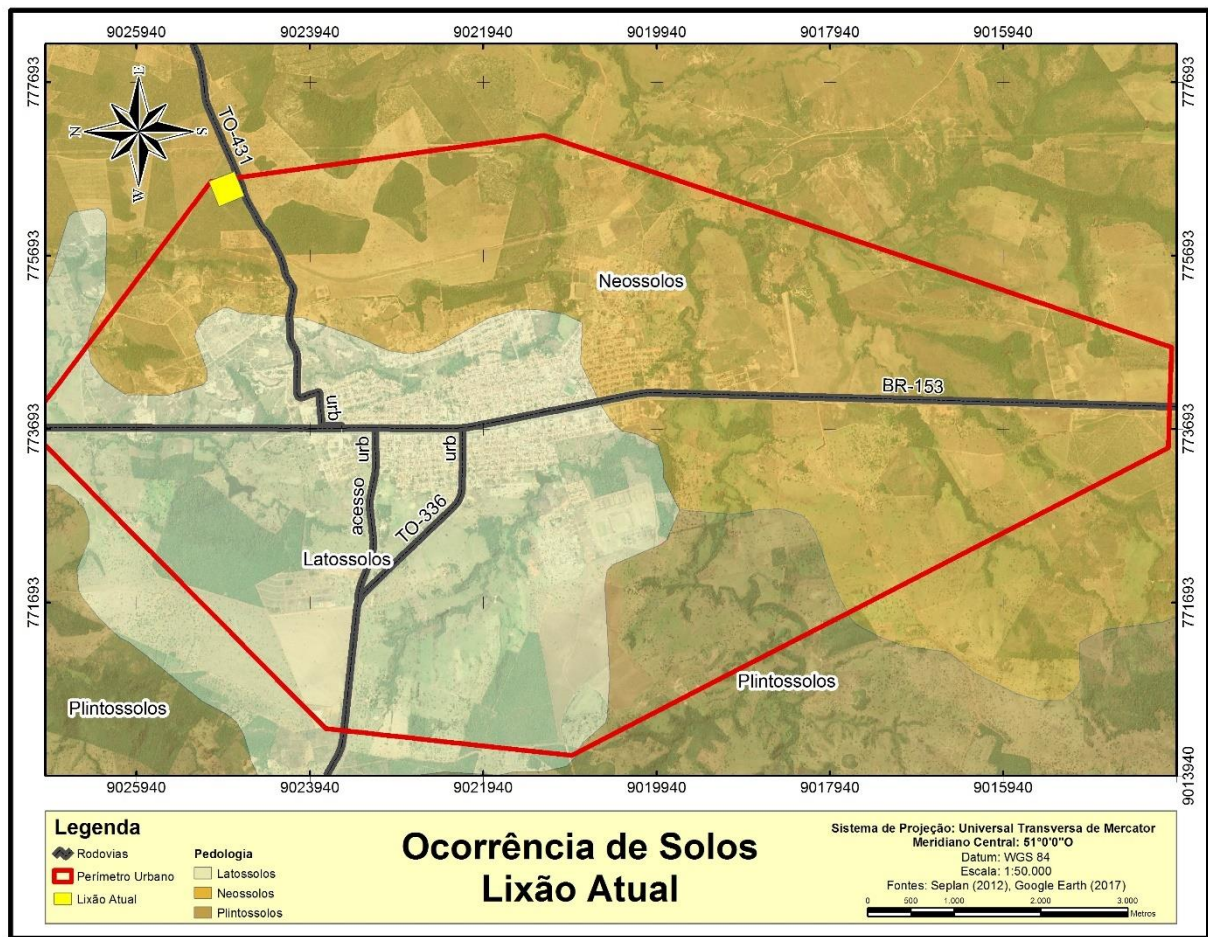 9025940 9023940 9021940 9019940 9017940 9015940
777693
777693
E
N
S
W
TO-431
775693
775693
Neossolos
BR-153
urb
773693
773693
urb
urb
acesso
TO-336
Latossolos
771693
771693
Plintossolos
Plintossolos
9025940 9023940 9021940 9019940 9017940 9015940
9013940
Legenda
Rodovias
Perímetro Urbano
Lixão Atual
Pedologia
Latossolos
Neossolos
Plintossolos
Ocorrência de Solos
Lixão Atual
Sistema de Projeção: Universal Transversa de Mercator
Meridiano Central: 51°0'0"O
Datum: WGS 84
Escala: 1:50.000
Fontes: Seplan (2012), Google Earth (2017)
0 500 1.000 2.000 3.000
Metros